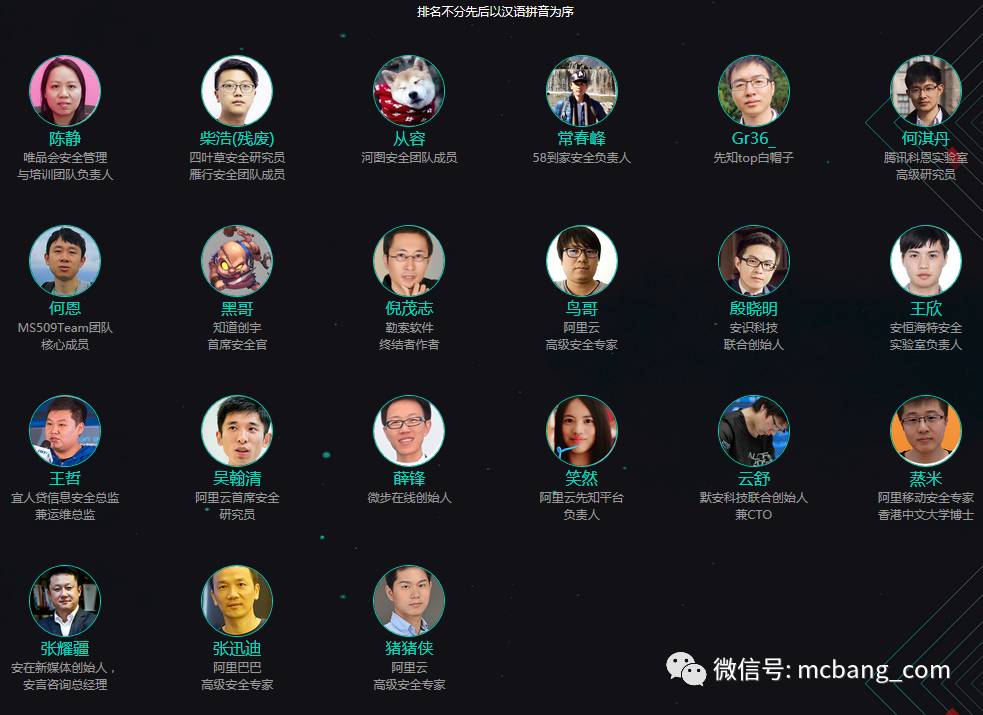 排名不分先后以汉语拼音为序
陈静
柴浩(残废)
从容
常春峰
Gr36_
何淇丹
唯品会安全管理
与培训团队负责人
四叶草安全研究员
雁行安全团队成员
河图安全团队成员
58到家安全负责人
先知top白帽子
腾讯科恩实验室
高级研究员
何恩
黑哥
倪茂志
鸟哥
殷晓明
王欣
MS509Team团队
核心成员
知道创宇
首席安全官
勒索软件
终结者作者
阿里云
高级安全专家
安识科技
联合创始人
安恒海特安全
实验室负责人
王哲
吴翰清
薛锋
笑然
云舒
蒸米
宜人贷信息安全总监
兼运维总监
阿里云首席安全
研究员
微步在线创始人
阿里云先知平台
负责人
默安科技联合创始人
兼CTO
阿里移动安全专家
香港中文大学博士
张耀疆
张迅迪
猪猪侠
安在新媒体创始人，
安言咨询总经理
阿里巴巴
高级安全专家
阿里云
高级安全专家
微信号: mcbang_com